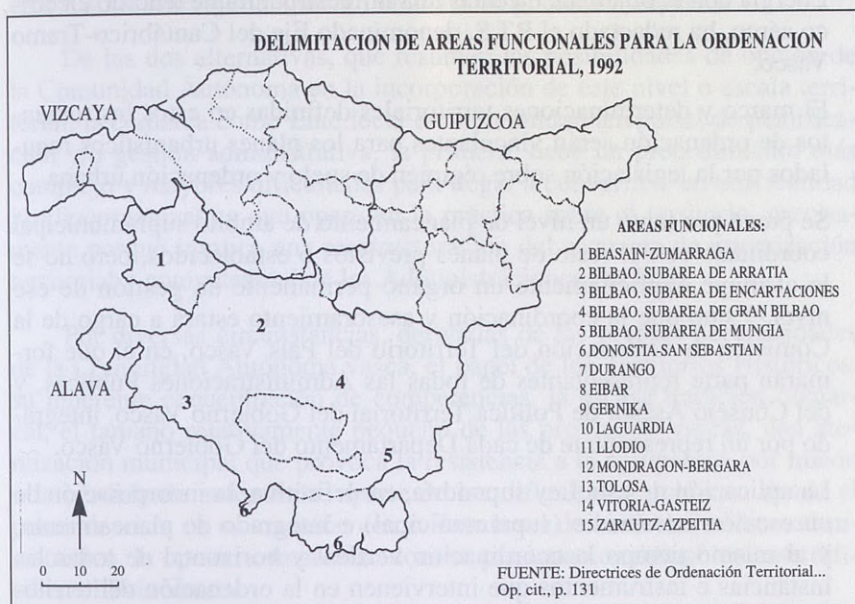 DELIMITACION DE AREAS FUNCIONALES PARA LA ORDENACION
TERRITORIAL, 1992
VIZCAYA
GUIPUZCOA
ALAVA
1
2
3
4
5
6
N
0 20
AREAS FUNCIONALES:
1 BEASAIN-ZUMARRAGA
2 BILBAO. SUBAREA DE ARRATIA
3 BILBAO. SUBAREA DE ENCARTACIONES
4 BILBAO. SUBAREA DE GRAN BILBAO
5 BILBAO. SUBAREA DE MUNGIA
6 DONOSTIA-SAN SEBASTIAN
7 DURANGO
8 EIBAR
9 GERNIKA
10 LAGUARDIA
11 LLODIO
12 MONDRAGON-BERGARA
13 TOLOSA
14 VITORIA-GASTEIZ
15 ZARAUTZ-AZPEITIA
FUENTE: Directrices de Ordenación Territorial...
Op. cit., p. 131